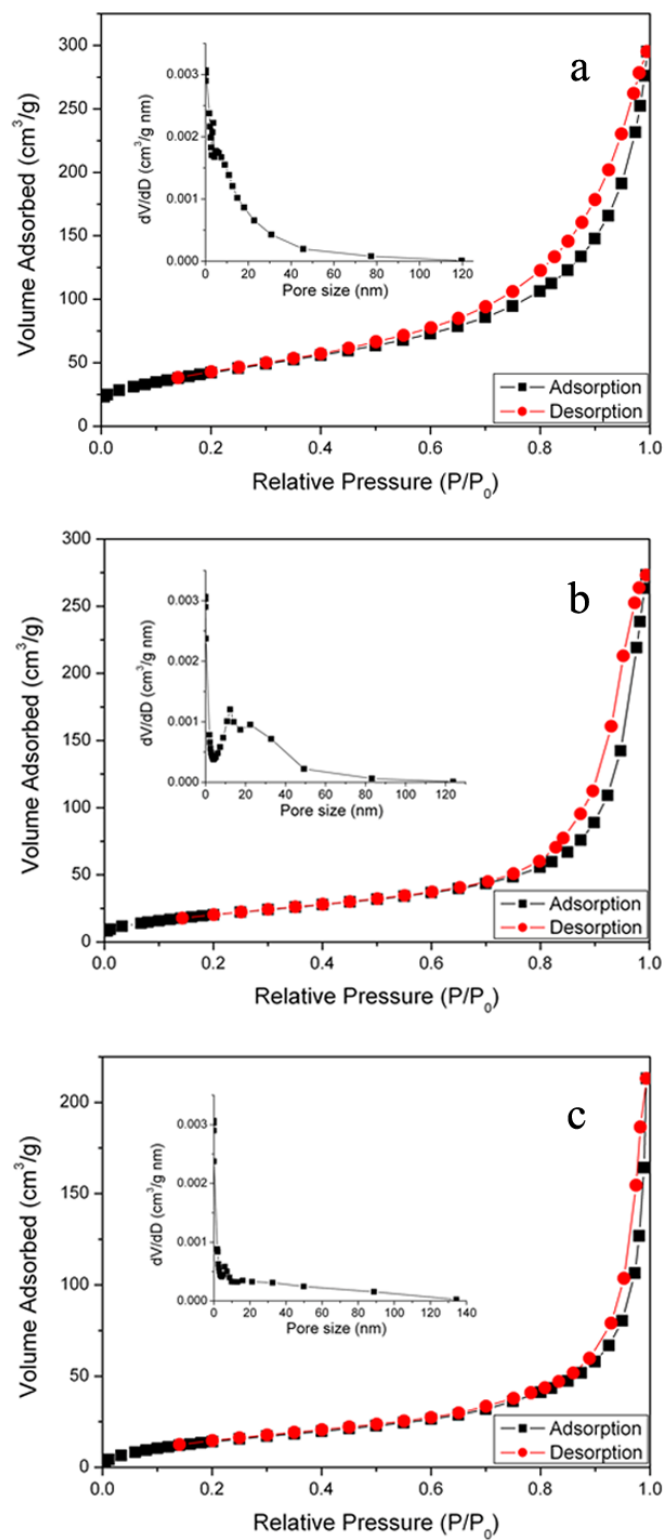 a
300
250
200
150
100
50
0
Volume Adsorbed (cm³/g)
0.003
0.002
0.001
0.000
dV/dD (cm³/g nm)
0 20 40 60 80 100 120
Pore size (nm)
Adsorption
Desorption
0.0 0.2 0.4 0.6 0.8 1.0
Relative Pressure (P/P₀)
b
300
250
200
150
100
50
0
Volume Adsorbed (cm³/g)
0.003
0.002
0.001
0.000
dV/dD (cm³/g nm)
0 20 40 60 80 100 120
Pore size (nm)
Adsorption
Desorption
0.0 0.2 0.4 0.6 0.8 1.0
Relative Pressure (P/P₀)
c
200
150
100
50
0
Volume Adsorbed (cm³/g)
0.003
0.002
0.001
0.000
dV/dD (cm³/g nm)
0 20 40 60 80 100 120 140
Pore size (nm)
Adsorption
Desorption
0.0 0.2 0.4 0.6 0.8 1.0
Relative Pressure (P/P₀)